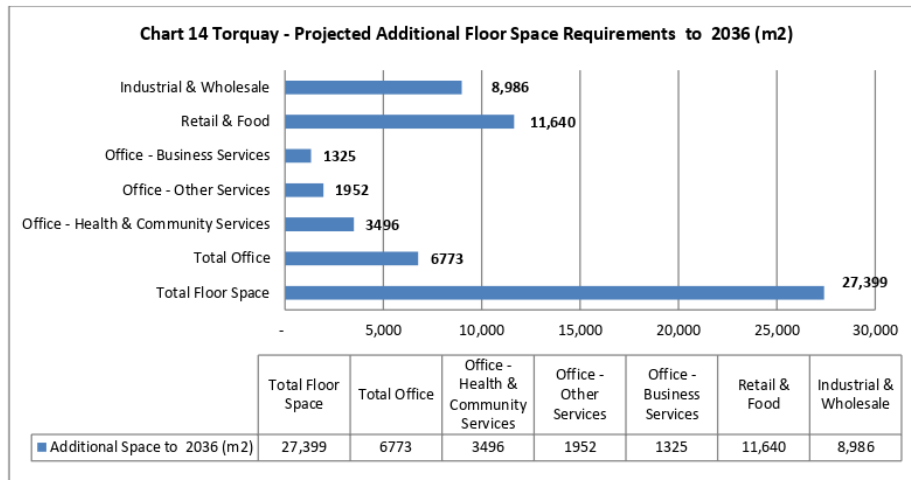 Chart 14 Torquay - Projected Additional Floor Space Requirements to 2036 (m2)
Industrial & Wholesale
8,986
Retail & Food
11,640
Office - Business Services
1325
Office - Other Services
1952
Office - Health & Community Services
3496
Total Office
6773
Total Floor Space
27,399
- 5,000 10,000 15,000 20,000 25,000 30,000
Total Floor
Space
Total Office
Office -
Health &
Community
Services
Office -
Other
Services
Office -
Business
Services
Retail &
Food
Industrial &
Wholesale
Additional Space to 2036 (m2) 27,399 6773 3496 1952 1325 11,640 8,986